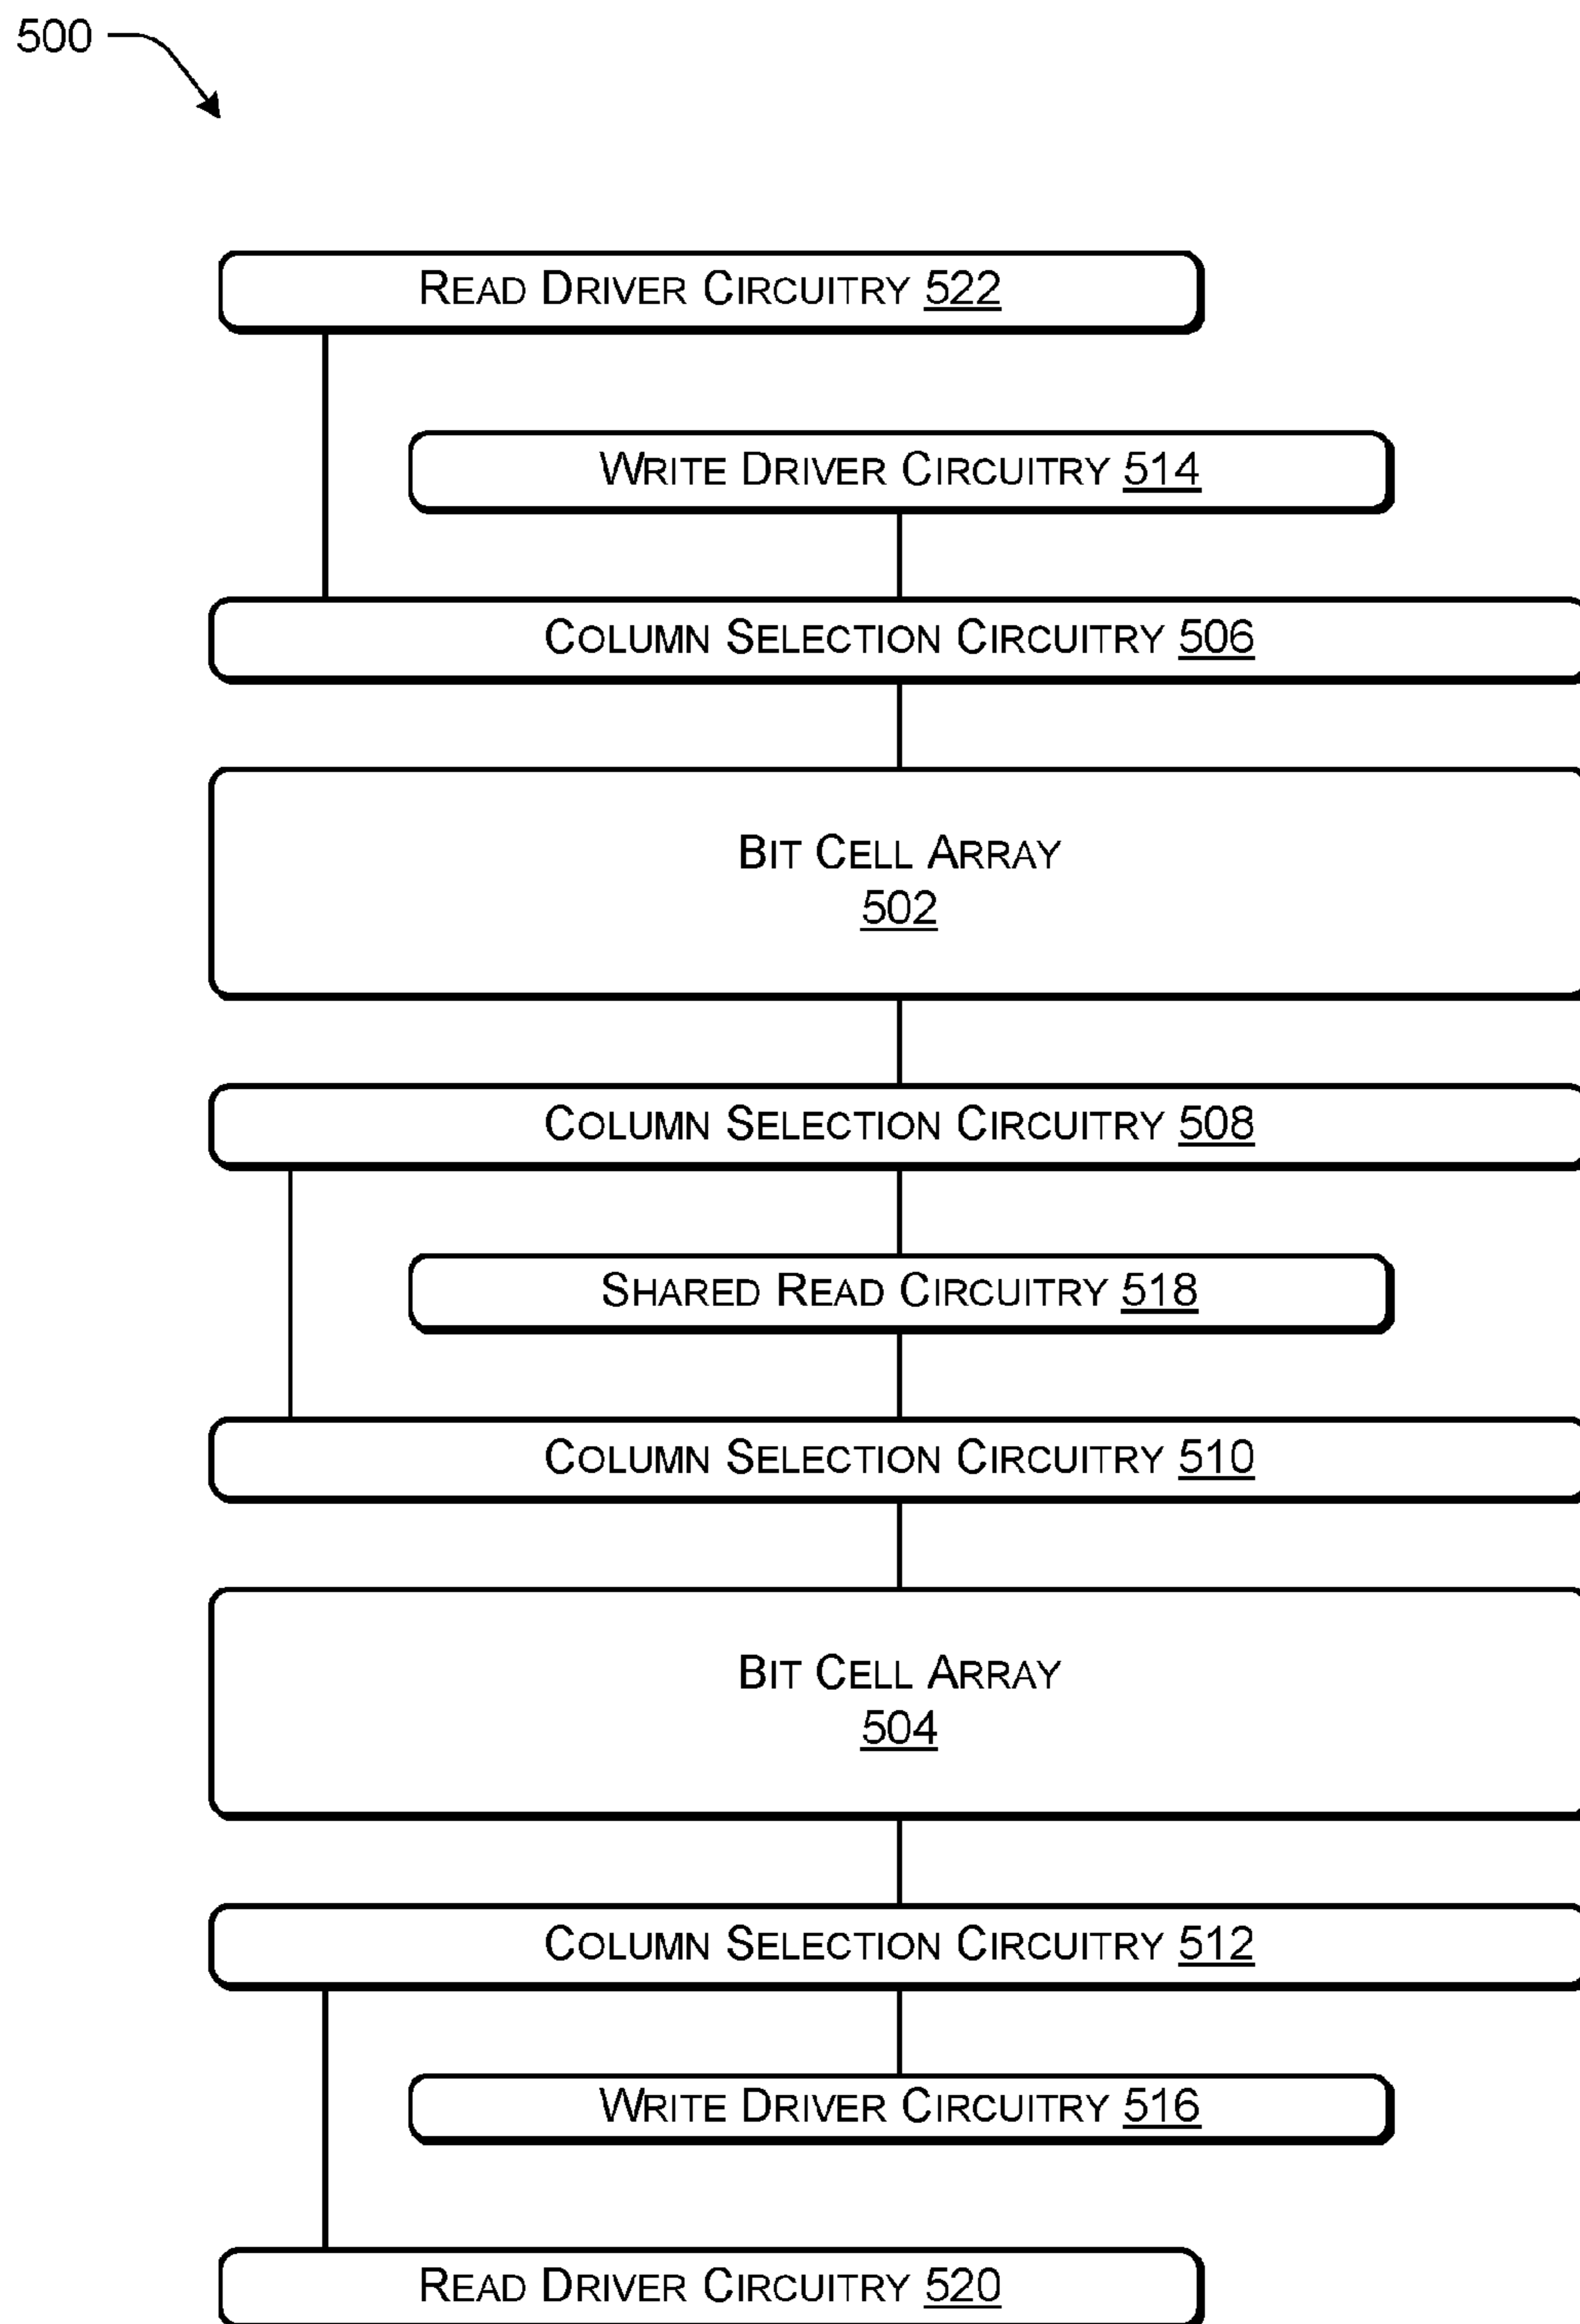 500
READ DRIVER CIRCUITRY 522
WRITE DRIVER CIRCUITRY 514
COLUMN SELECTION CIRCUITRY 506
BIT CELL ARRAY
502
COLUMN SELECTION CIRCUITRY 508
SHARED READ CIRCUITRY 518
COLUMN SELECTION CIRCUITRY 510
BIT CELL ARRAY
504
COLUMN SELECTION CIRCUITRY 512
WRITE DRIVER CIRCUITRY 516
READ DRIVER CIRCUITRY 520